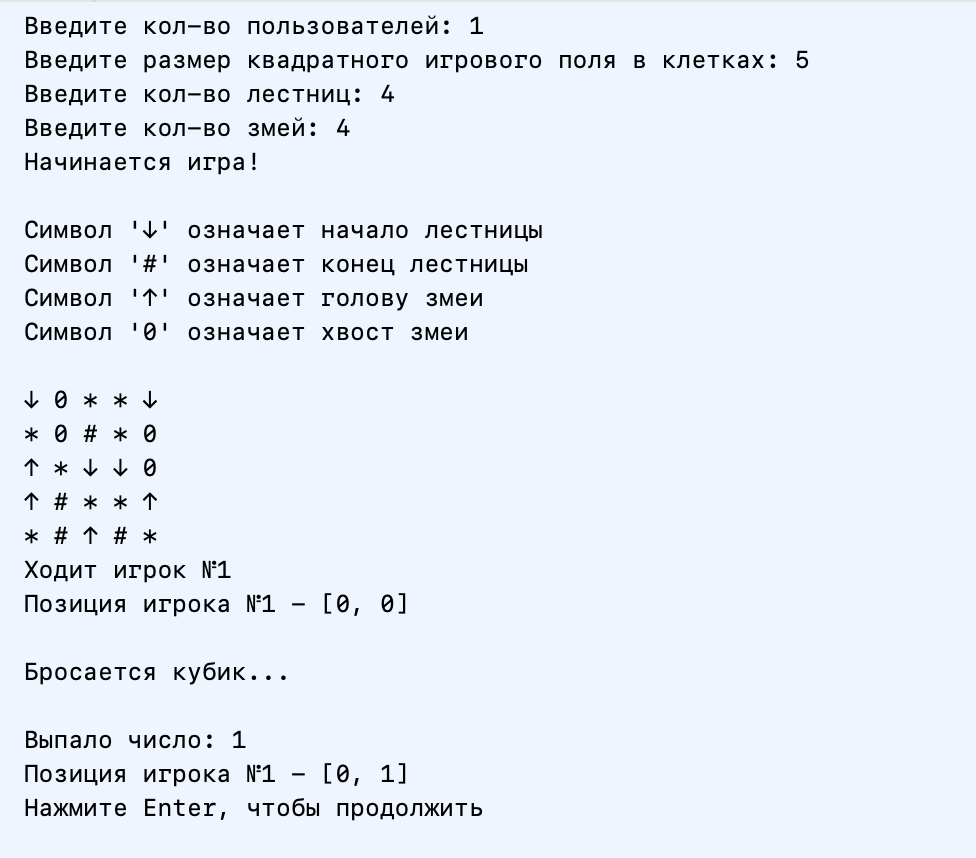 Введите кол-во пользователей: 1
Введите размер квадратного игрового поля в клетках: 5
Введите кол-во лестниц: 4
Введите кол-во змей: 4
Начинается игра!

Символ '↓' означает начало лестницы
Символ '#' означает конец лестницы
Символ '↑' означает голову змеи
Символ '0' означает хвост змеи

↓ 0 * * ↓
* 0 # * 0
↑ * ↓ ↓ 0
↑ # * * ↑
* # ↑ # *
Ходит игрок №1
Позиция игрока №1 - [0, 0]

Бросается кубик...

Выпало число: 1
Позиция игрока №1 - [0, 1]
Нажмите Enter, чтобы продолжить